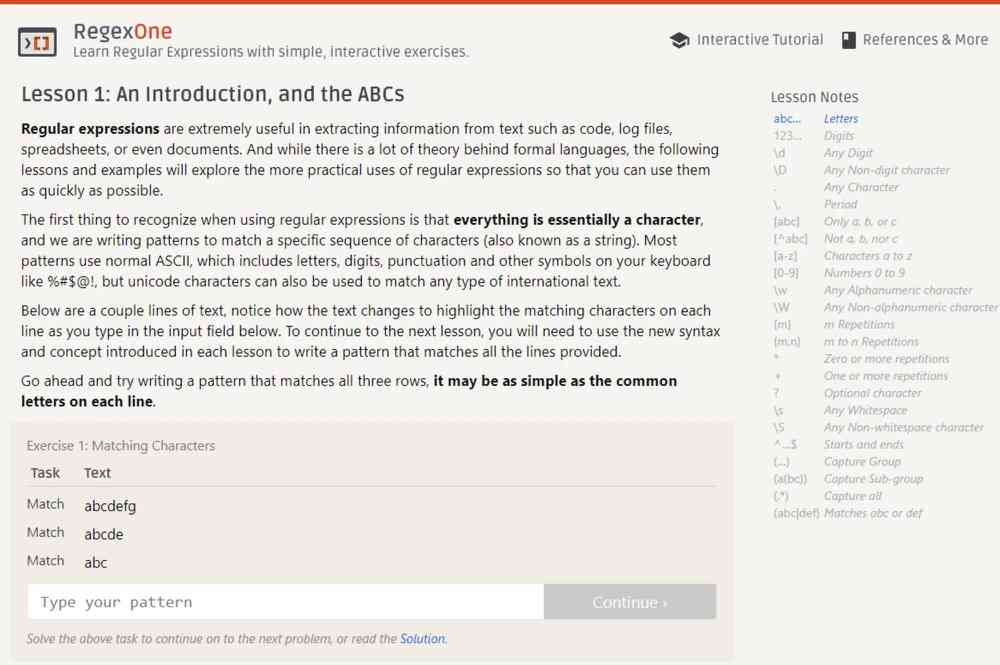 RegexOne
Learn Regular Expressions with simple, interactive exercises.
Interactive Tutorial
References & More
Lesson 1: An Introduction, and the ABCs
Regular expressions are extremely useful in extracting information from text such as code, log files,
spreadsheets, or even documents. And while there is a lot of theory behind formal languages, the following
lessons and examples will explore the more practical uses of regular expressions so that you can use them
as quickly as possible.
The first thing to recognize when using regular expressions is that everything is essentially a character,
and we are writing patterns to match a specific sequence of characters (also known as a string). Most
patterns use normal ASCII, which includes letters, digits, punctuation and other symbols on your keyboard
like %#$@!, but unicode characters can also be used to match any type of international text.
Below are a couple lines of text, notice how the text changes to highlight the matching characters on each
line as you type in the input field below. To continue to the next lesson, you will need to use the new syntax
and concept introduced in each lesson to write a pattern that matches all the lines provided.
Go ahead and try writing a pattern that matches all three rows, it may be as simple as the common
letters on each line.
Exercise 1: Matching Characters
Task Text
Match abcdefg
Match abcde
Match abc
Type your pattern
Continue ›
Solve the above task to continue on to the next problem, or read the Solution.
Lesson Notes
abc... Letters
123... Digits
\d Any Digit
\D Any Non-digit character
. Any Character
\. Period
[abc] Only a, b, or c
[^abc] Not a, b, nor c
[a-z] Characters a to z
[0-9] Numbers 0 to 9
\w Any Alphanumeric character
\W Any Non-alphanumeric character
{m} m Repetitions
{m,n} m to n Repetitions
* Zero or more repetitions
+ One or more repetitions
? Optional character
\s Any Whitespace
\S Any Non-whitespace character
^...$ Starts and ends
(...) Capture Group
(a(bc)) Capture Sub-group
(.*) Capture all
(abc|def) Matches abc or def